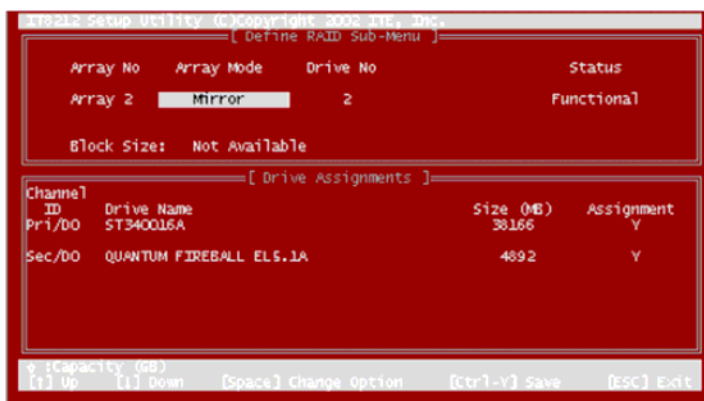 IT8212 Setup Utility (C)Copyright 2002 ITE, Inc.
[ Define RAID Sub-Menu ]
Array No Array Mode Drive No Status
Array 2 Mirror 2 Functional
Block Size: Not Available
[ Drive Assignments ]
Channel
ID Drive Name Size (MB) Assignment
Pri/D0 ST340016A 38166 Y
Sec/D0 QUANTUM FIREBALL EL5.1A 4892 Y
:Capacity (GB)
[↑] Up [↓] Down [Space] Change Option [Ctrl-Y] Save [ESC] Exit